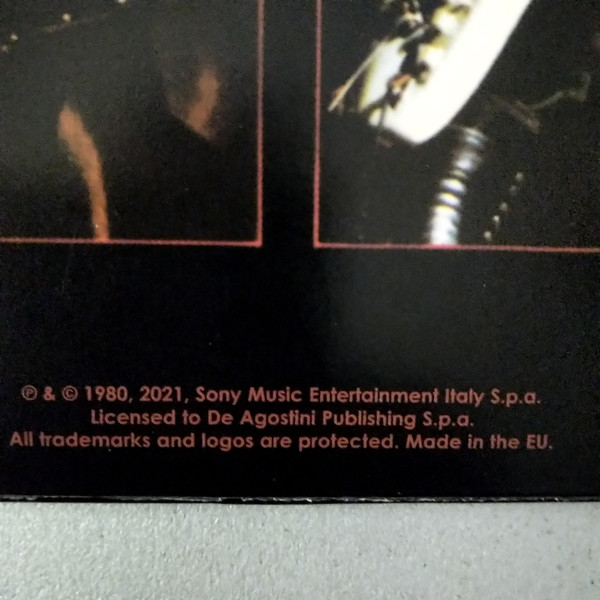 ℗ & © 1980, 2021, Sony Music Entertainment Italy S.p.a.
Licensed to De Agostini Publishing S.p.a.
All trademarks and logos are protected. Made in the EU.